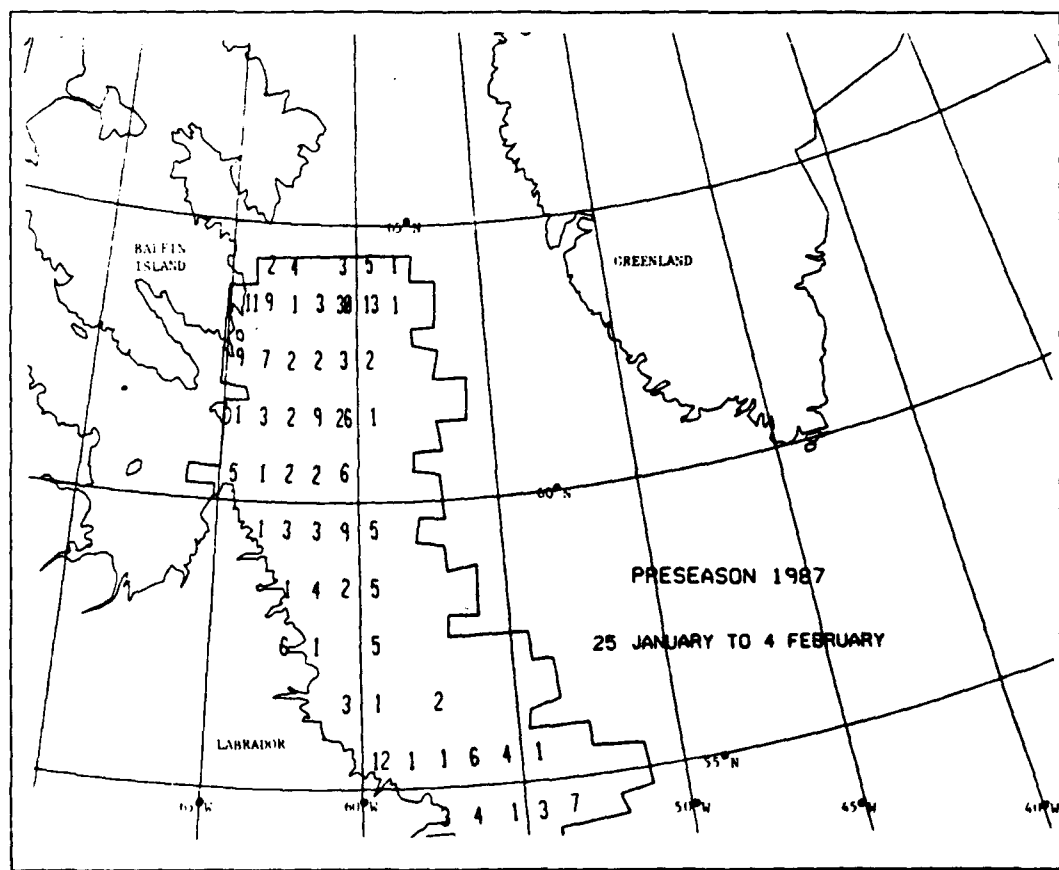 65°N
BAFFIN
ISLAND
GREENLAND
2 4 3 5 1
11 9 1 3 30 13 1
9 7 2 2 3 2
1 3 2 9 26 1
5 1 2 2 6
60°N
1 3 3 9 5
PRESEASON 1987
1 4 2 5
25 JANUARY TO 4 FEBRUARY
6 1 5
3 1 2
LABRADOR
12 1 1 6 4 1
55°N
65°W 60°W 50°W 45°W 40°W
4 1 3 7